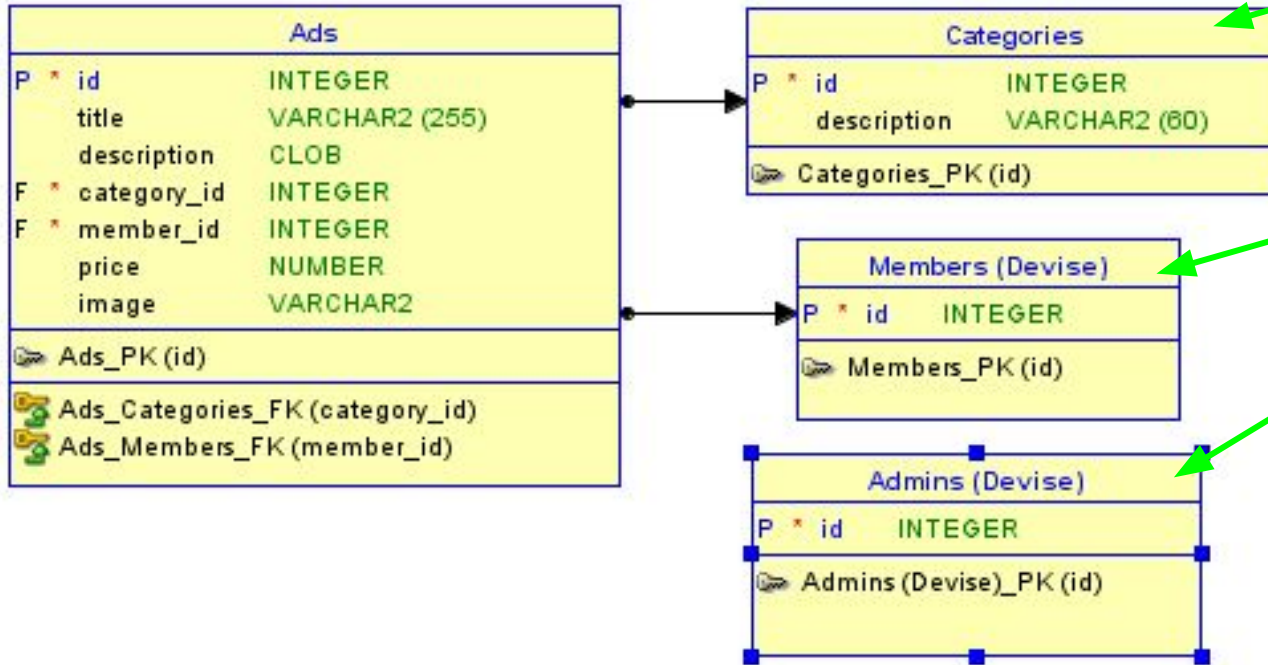 Ads
P * id INTEGER
title VARCHAR2 (255)
description CLOB
F * category_id INTEGER
F * member_id INTEGER
price NUMBER
image VARCHAR2
Ads_PK (id)
Ads_Categories_FK (category_id)
Ads_Members_FK (member_id)
Categories
P * id INTEGER
description VARCHAR2 (60)
Categories_PK (id)
Members (Devise)
P * id INTEGER
Members_PK (id)
Admins (Devise)
P * id INTEGER
Admins (Devise)_PK (id)